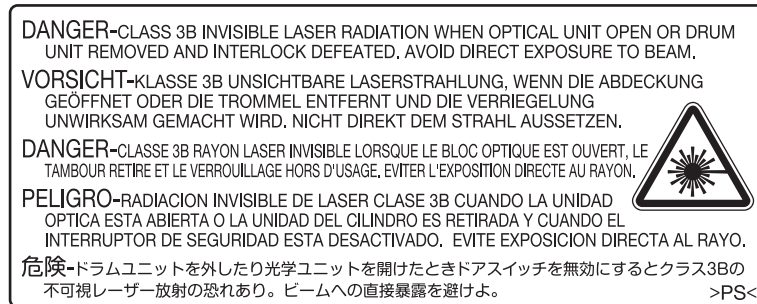 DANGER-CLASS 3B INVISIBLE LASER RADIATION WHEN OPTICAL UNIT OPEN OR DRUM
UNIT REMOVED AND INTERLOCK DEFEATED. AVOID DIRECT EXPOSURE TO BEAM.
VORSICHT-KLASSE 3B UNSICHTBARE LASERSTRAHLUNG, WENN DIE ABDECKUNG
GEÖFFNET ODER DIE TROMMEL ENTFERNT UND DIE VERRIEGELUNG
UNWIRKSAM GEMACHT WIRD. NICHT DIREKT DEM STRAHL AUSSETZEN.
DANGER-CLASSE 3B RAYON LASER INVISIBLE LORSQUE LE BLOC OPTIQUE EST OUVERT, LE
TAMBOUR RETIRE ET LE VERROUILLAGE HORS D'USAGE. EVITER L'EXPOSITION DIRECTE AU RAYON.
PELIGRO-RADIACION INVISIBLE DE LASER CLASE 3B CUANDO LA UNIDAD
OPTICA ESTA ABIERTA O LA UNIDAD DEL CILINDRO ES RETIRADA Y CUANDO EL
INTERRUPTOR DE SEGURIDAD ESTA DESACTIVADO. EVITE EXPOSICION DIRECTA AL RAYO.
危険-ドラムユニットを外したり光学ユニットを開けたときドアスイッチを無効にするとクラス3Bの
不可視レーザー放射の恐れあり。ビームへの直接暴露を避けよ。 >PS<